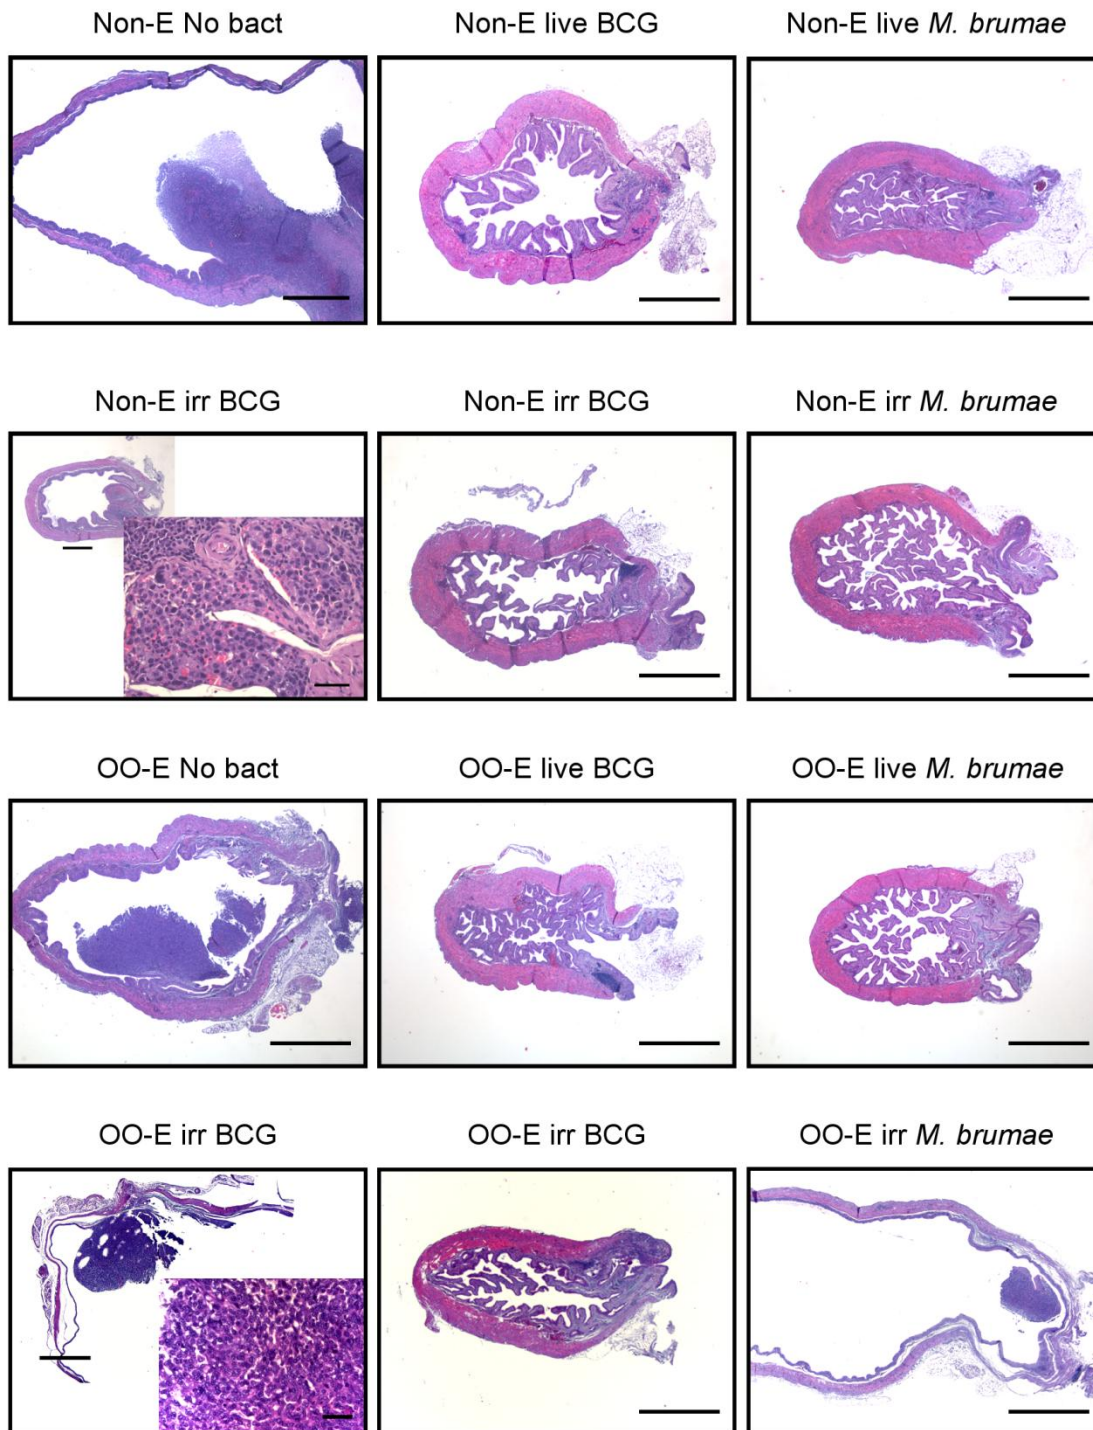 Non-E No bact
Non-E live BCG
Non-E live M. brumae
Non-E irr BCG
Non-E irr BCG
Non-E irr M. brumae
OO-E No bact
OO-E live BCG
OO-E live M. brumae
OO-E irr BCG
OO-E irr BCG
OO-E irr M. brumae